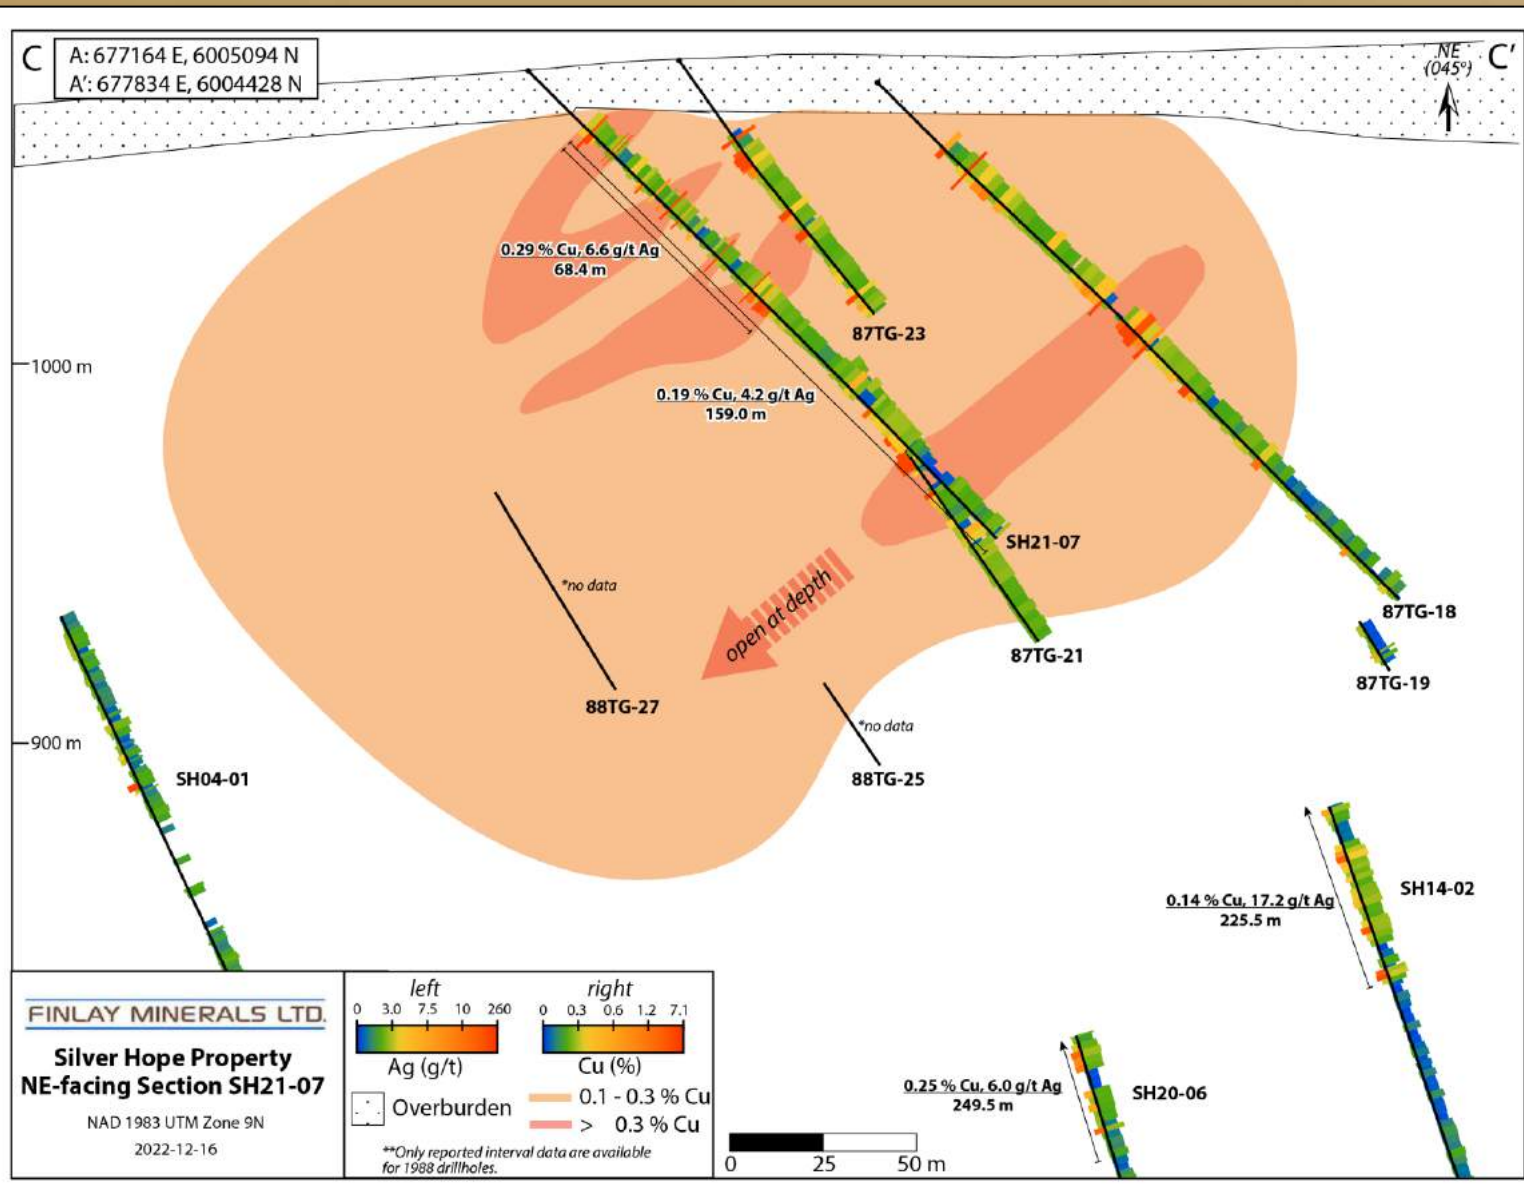 C
A: 677164 E, 6005094 N
A': 677834 E, 6004428 N
NE
(045°)
C'
0.29 % Cu, 6.6 g/t Ag
68.4 m
87TG-23
1000 m
0.19 % Cu, 4.2 g/t Ag
159.0 m
SH21-07
*no data
open at depth
87TG-18
87TG-21
87TG-19
88TG-27
*no data
900 m
SH04-01
88TG-25
SH14-02
0.14 % Cu, 17.2 g/t Ag
225.5 m
0.25 % Cu, 6.0 g/t Ag
249.5 m
SH20-06
FINLAY MINERALS LTD.
Silver Hope Property
NE-facing Section SH21-07
NAD 1983 UTM Zone 9N
2022-12-16
left
0 3.0 7.5 10 260
Ag (g/t)
right
0 0.3 0.6 1.2 7.1
Cu (%)
Overburden
0.1 - 0.3 % Cu
> 0.3 % Cu
**Only reported interval data are available
for 1988 drillholes.
0 25 50 m